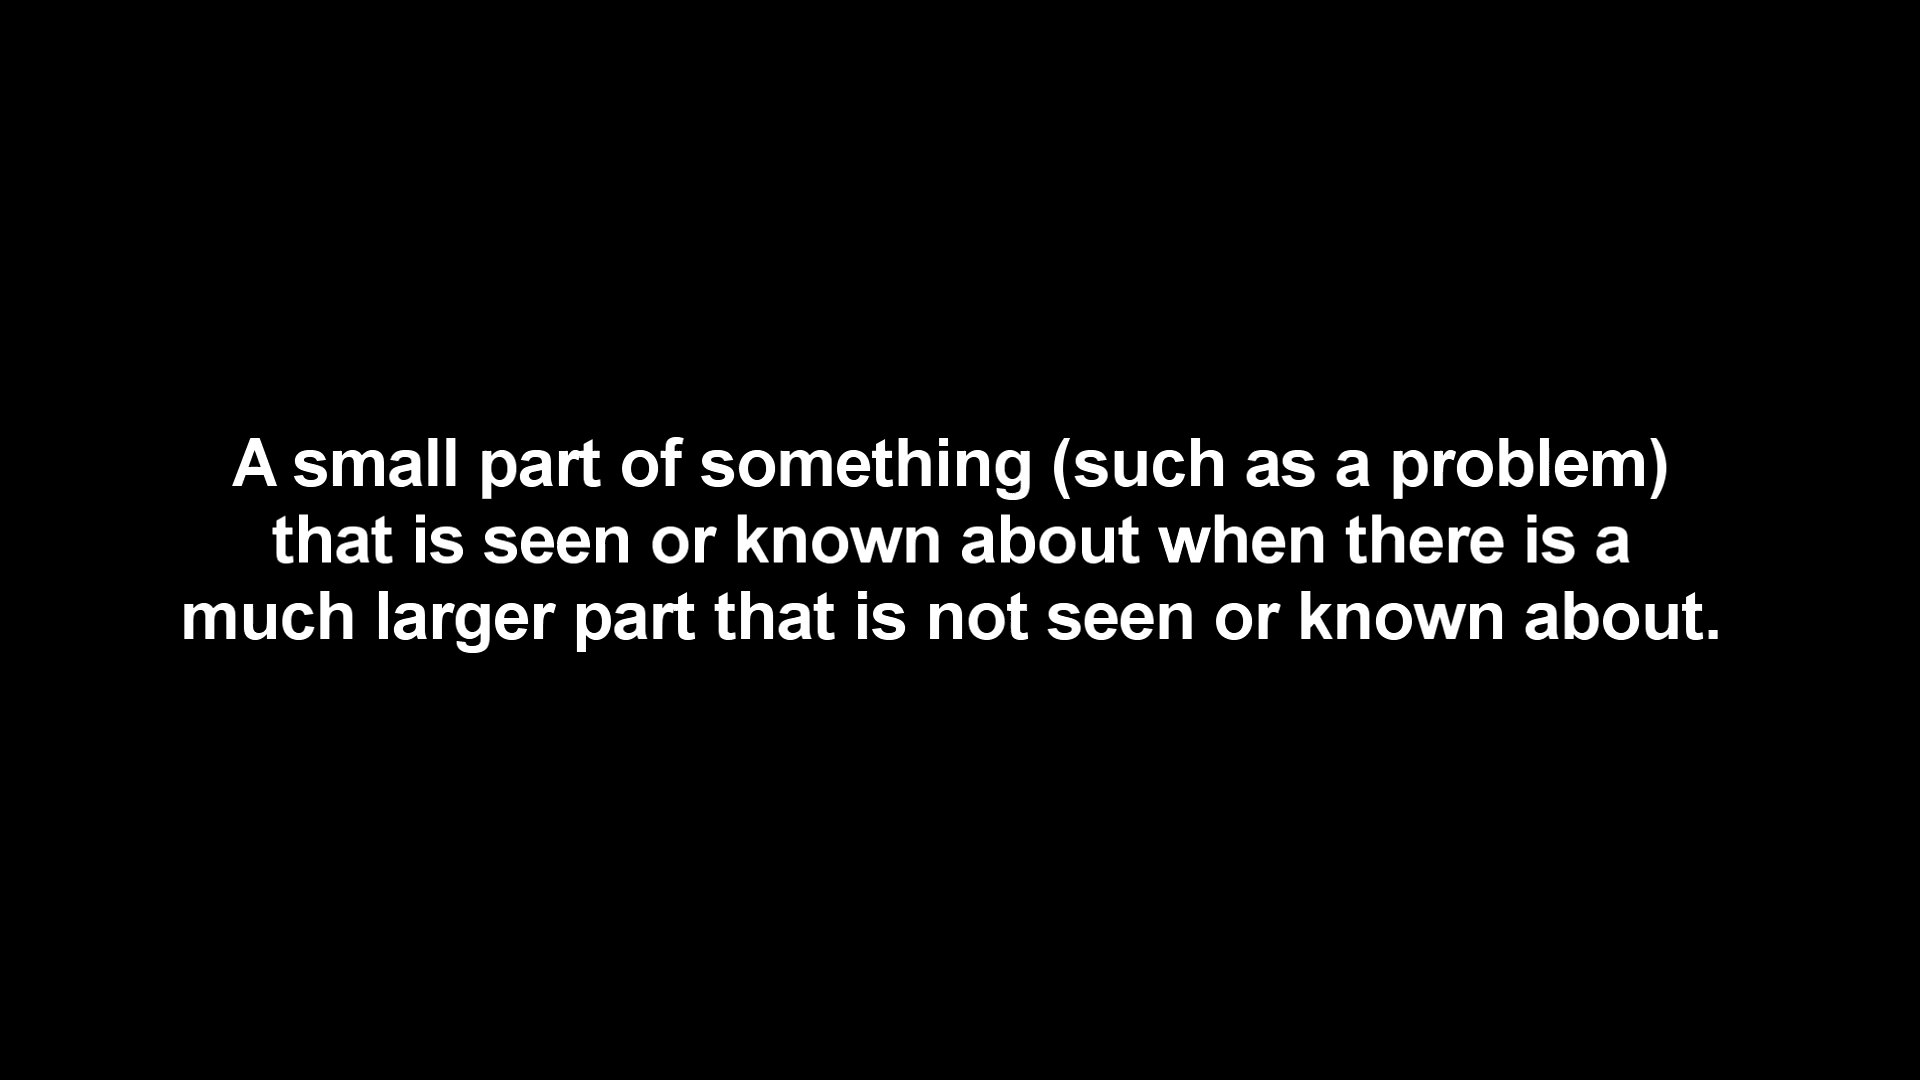 A small part of something (such as a problem)
that is seen or known about when there is a
much larger part that is not seen or known about.